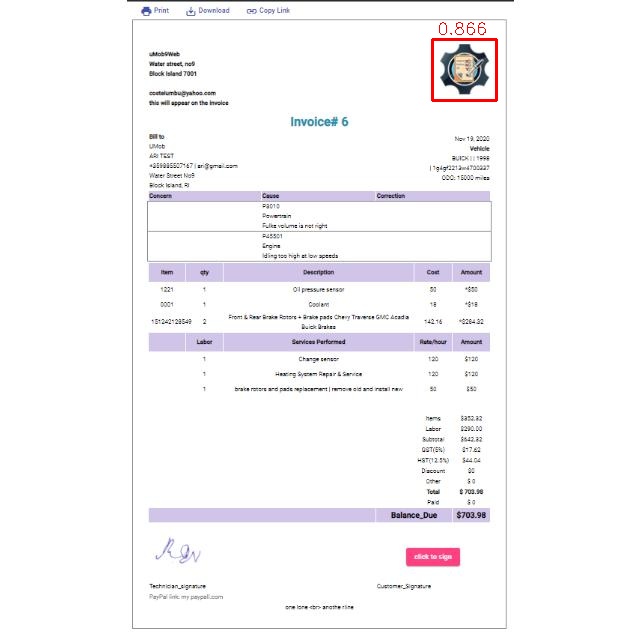 Print Download Copy Link
0.866
uMob9Web
Water street, no9
Block Island 7001
costelumbu@yahoo.com
this will appear on the invoice
Invoice# 6
Bill to
UMob
ARI TEST
+359885507167 | ari@gmail.com
Water Street No9
Block Island, RI
Nov 19, 2020
Vehicle
BUICK | | 1998
| 1g4gf2213w4700337
ODO: 15000 miles
Concern Cause Correction
P3010
Powertrain
Fulke volume is not right
P45501
Engine
Idling too high at low speeds
Item qty Description Cost Amount
1221 1 Oil pressure sensor 50 *$50
0001 1 Coolant 18 *$18
151242128549 2 Front & Rear Brake Rotors + Brake pads Chevy Traverse GMC Acadia Buick Brakes 142.16 *$284.32
Labor Services Performed Rate/hour Amount
1 Change sensor 120 $120
1 Heating System Repair & Service 120 $120
1 brake rotors and pads replacement | remove old and install new 50 $50
Items $352.32
Labor $290.00
Subtotal $642.32
GST(5%) $17.62
HST(12.5%) $44.04
Discount $0
Other $ 0
Total $ 703.98
Paid $ 0
Balance_Due $703.98
click to sign
Technician_signature Customer_Signature
PayPal link: my paypall.com
one lone <br> anothe rline